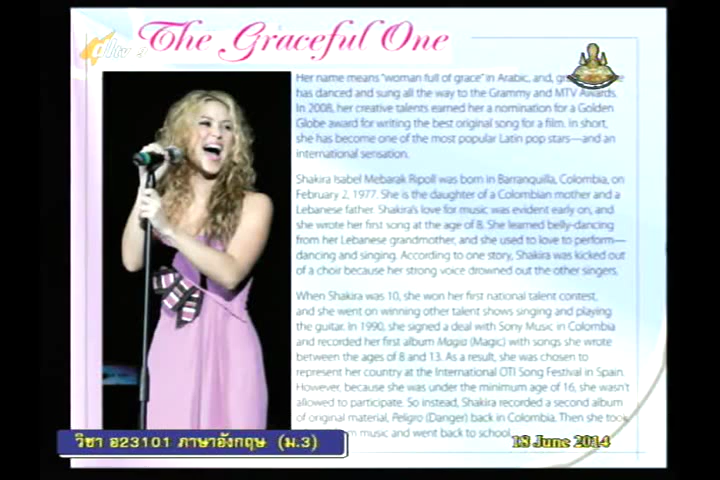 The Graceful One
Her name means "woman full of grace" in Arabic, and,
has danced and sung all the way to the Grammy and MTV Awards.
In 2008, her creative talents earned her a nomination for a Golden
Globe award for writing the best original song for a film. In short,
she has become one of the most popular Latin pop stars—and an
international sensation.
Shakira Isabel Mebarak Ripoll was born in Barranquilla, Colombia, on
February 2, 1977. She is the daughter of a Colombian mother and a
Lebanese father. Shakira's love for music was evident early on, and
she wrote her first song at the age of 8. She learned belly-dancing
from her Lebanese grandmother, and she used to love to perform—
dancing and singing. According to one story, Shakira was kicked out
of a choir because her strong voice drowned out the other singers.
When Shakira was 10, she won her first national talent contest,
and she went on winning other talent shows singing and playing
the guitar. In 1990, she signed a deal with Sony Music in Colombia
and recorded her first album Magia (Magic) with songs she wrote
between the ages of 8 and 13. As a result, she was chosen to
represent her country at the International OTI Song Festival in Spain.
However, because she was under the minimum age of 16, she wasn't
allowed to participate. So instead, Shakira recorded a second album
of original material, Peligro (Danger) back in Colombia. Then she took
music and went back to school.
วิชา อ23101 ภาษาอังกฤษ (ม.3)
18 June 2014